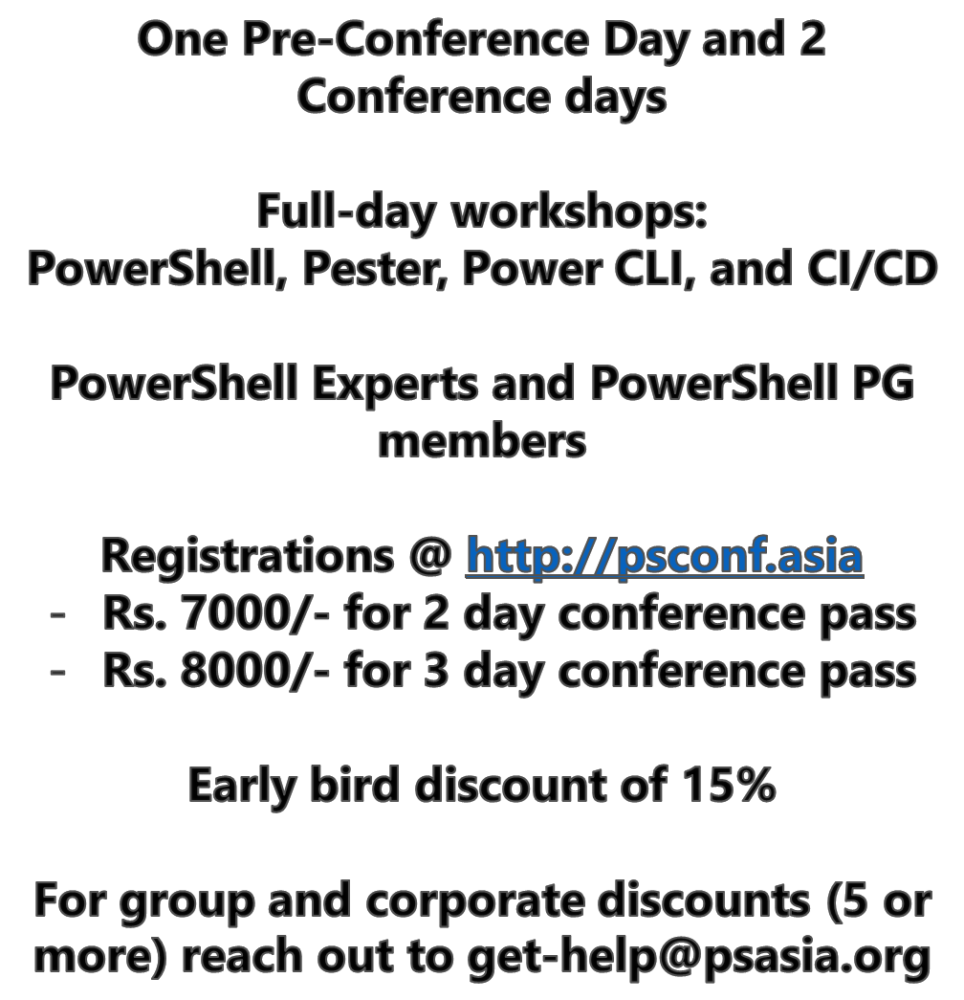 One Pre-Conference Day and 2
Conference days
Full-day workshops:
PowerShell, Pester, Power CLI, and CI/CD
PowerShell Experts and PowerShell PG
members
Registrations @ http://psconf.asia
- Rs. 7000/- for 2 day conference pass
- Rs. 8000/- for 3 day conference pass
Early bird discount of 15%
For group and corporate discounts (5 or
more) reach out to get-help@psasia.org